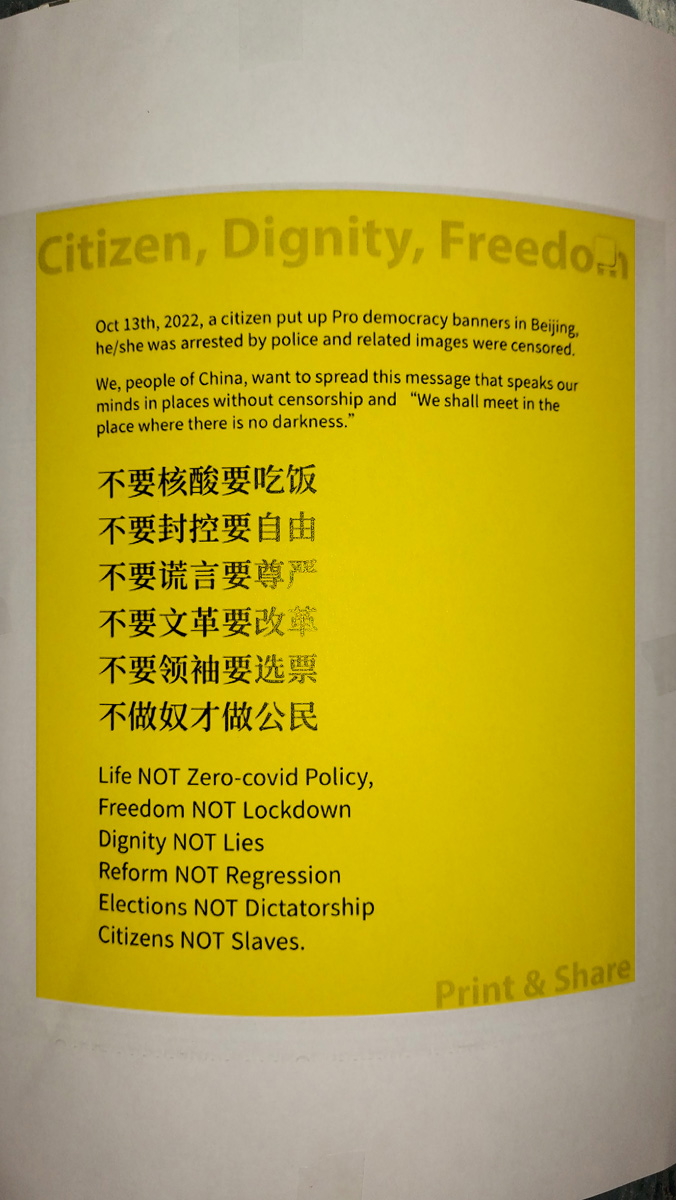 Citizen, Dignity, Freedom
Oct 13th, 2022, a citizen put up Pro democracy banners in Beijing,
he/she was arrested by police and related images were censored.
We, people of China, want to spread this message that speaks our
minds in places without censorship and “We shall meet in the
place where there is no darkness.”
不要核酸要吃饭
不要封控要自由
不要谎言要尊严
不要文革要改革
不要领袖要选票
不做奴才做公民
Life NOT Zero-covid Policy,
Freedom NOT Lockdown
Dignity NOT Lies
Reform NOT Regression
Elections NOT Dictatorship
Citizens NOT Slaves.
Print & Share